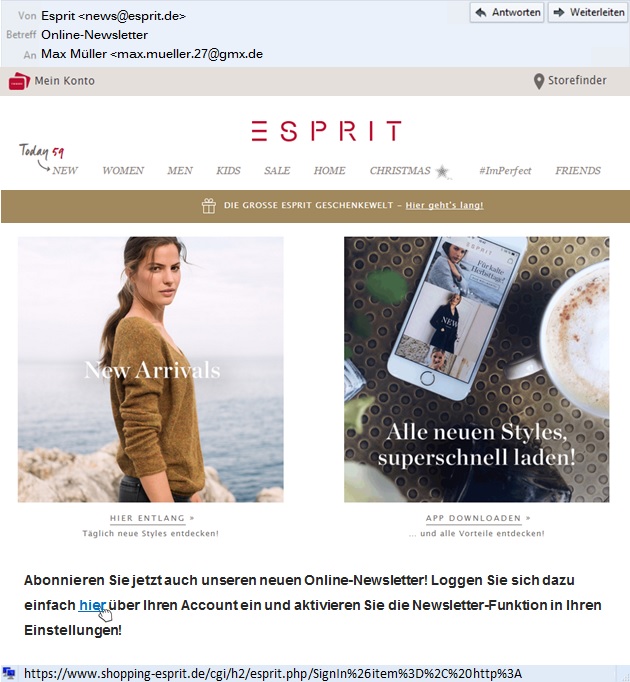 Von Esprit <news@esprit.de>
Antworten Weiterleiten
Betreff Online-Newsletter
An Max Müller <max.mueller.27@gmx.de
Mein Konto Storefinder
ESPRIT
Today 59
NEW WOMEN MEN KIDS SALE HOME CHRISTMAS #ImPerfect FRIENDS
DIE GROSSE ESPRIT GESCHENKEWELT – Hier geht's lang!
New Arrivals
ESPRIT
Für kalte
Herbsttage!
NEW
Alle neuen Styles,
superschnell laden!
HIER ENTLANG »
Täglich neue Styles entdecken!
APP DOWNLOADEN »
... und alle Vorteile entdecken!
Abonnieren Sie jetzt auch unseren neuen Online-Newsletter! Loggen Sie sich dazu
einfach hier über Ihren Account ein und aktivieren Sie die Newsletter-Funktion in Ihren
Einstellungen!
https://www.shopping-esprit.de/cgi/h2/esprit.php/SignIn%26item%3D%2C%20http%3A